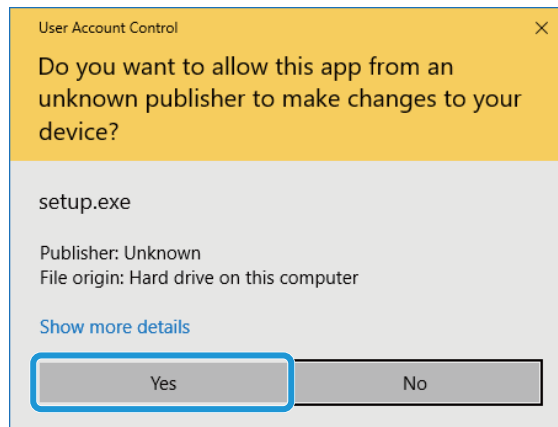 User Account Control
Do you want to allow this app from an
unknown publisher to make changes to your
device?
setup.exe
Publisher: Unknown
File origin: Hard drive on this computer
Show more details
Yes
No